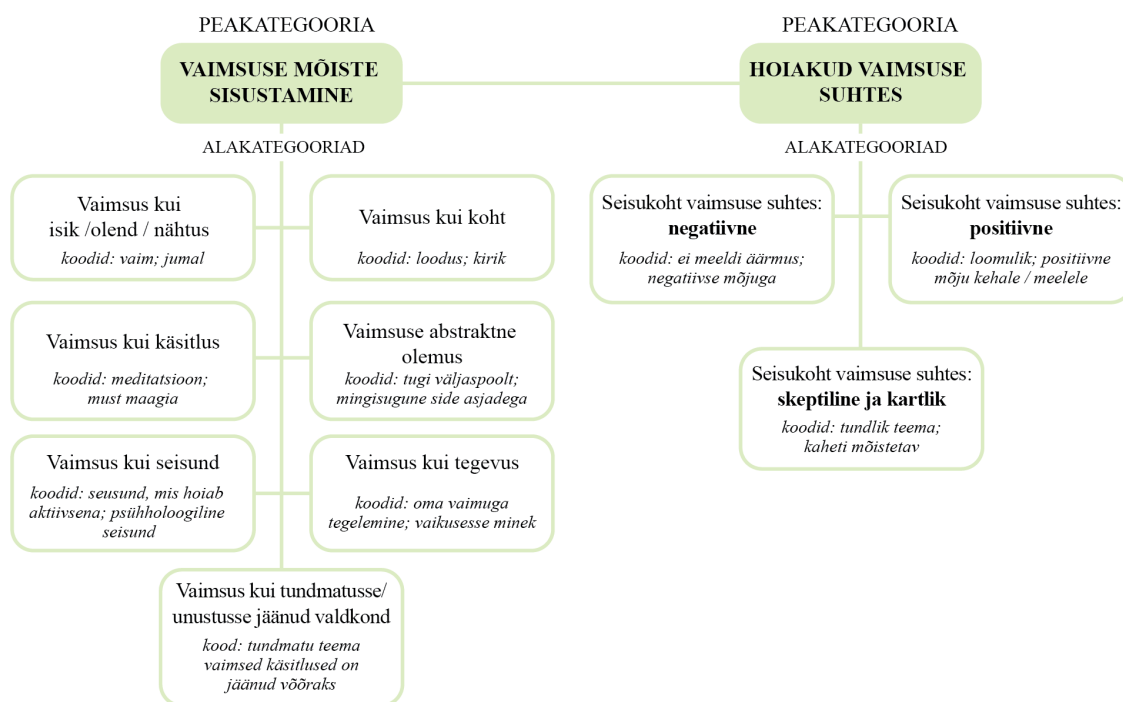 PEAKATEGOORIA
VAIMSUSE MÕISTE
SISUSTAMINE
ALAKATEGOORIAD
Vaimsus kui
isik /olend / nähtus
koodid: vaim; jumal
Vaimsus kui koht
koodid: loodus; kirik
Vaimsus kui käsitlus
koodid: meditatsioon;
must maagia
Vaimsuse abstraktne
olemus
koodid: tugi väljaspoolt;
mingisugune side asjadega
Vaimsus kui seisund
koodid: seusund, mis hoiab
aktiivsena; psühholoogiline
seisund
Vaimsus kui tegevus
koodid: oma vaimuga
tegelemine; vaikusesse minek
Vaimsus kui tundmatusse/
unustusse jäänud valdkond
kood: tundmatu teema
vaimsed käsitlused on
jäänud võõraks
PEAKATEGOORIA
HOIAKUD VAIMSUSE
SUHTES
ALAKATEGOORIAD
Seisukoht vaimsuse suhtes:
negatiivne
koodid: ei meeldi äärmus;
negatiivse mõjuga
Seisukoht vaimsuse suhtes:
positiivne
koodid: loomulik; positiivne
mõju kehale / meelele
Seisukoht vaimsuse suhtes:
skeptiline ja kartlik
koodid: tundlik teema;
kaheti mõistetav